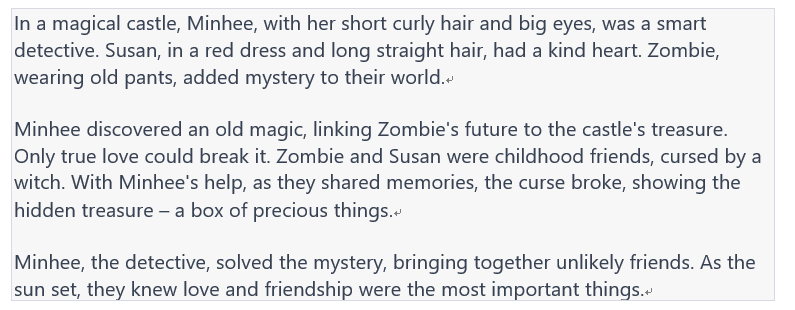 In a magical castle, Minhee, with her short curly hair and big eyes, was a smart
detective. Susan, in a red dress and long straight hair, had a kind heart. Zombie,
wearing old pants, added mystery to their world.
Minhee discovered an old magic, linking Zombie's future to the castle's treasure.
Only true love could break it. Zombie and Susan were childhood friends, cursed by a
witch. With Minhee's help, as they shared memories, the curse broke, showing the
hidden treasure – a box of precious things.
Minhee, the detective, solved the mystery, bringing together unlikely friends. As the
sun set, they knew love and friendship were the most important things.